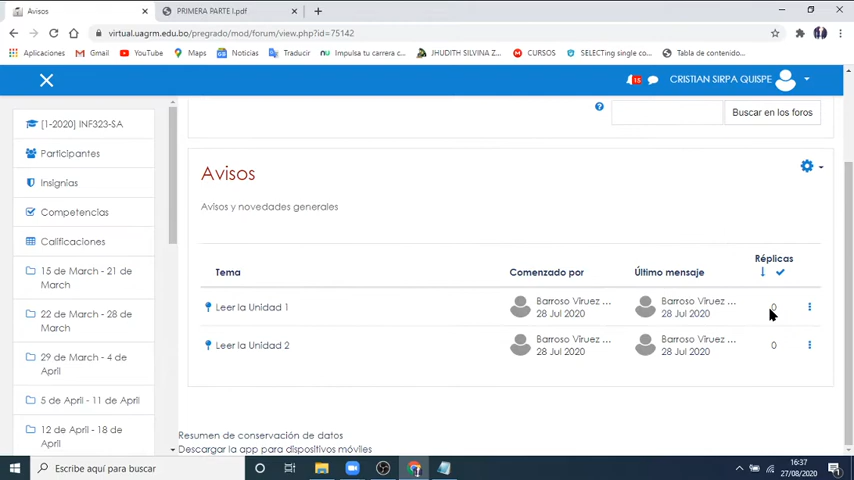 Avisos
PRIMERA PARTE I.pdf
virtual.uagrm.edu.bo/pregrado/mod/forum/view.php?id=75142
Aplicaciones
Gmail
YouTube
Maps
Noticias
Traducir
Impulsa tu carrera c...
JHUDITH SILVINA Z...
CURSOS
SELECTing single co...
Tabla de contenido...
15
CRISTIAN SIRPA QUISPE
[1-2020] INF323-SA
Participantes
Insignias
Competencias
Calificaciones
15 de March - 21 de
March
22 de March - 28 de
March
29 de March - 4 de
April
5 de April - 11 de April
12 de April - 18 de
April
Buscar en los foros
Avisos
Avisos y novedades generales
Tema
Comenzado por
Último mensaje
Réplicas
Leer la Unidad 1
Barroso Viruez ...
28 Jul 2020
Barroso Viruez ...
28 Jul 2020
0
Leer la Unidad 2
Barroso Viruez ...
28 Jul 2020
Barroso Viruez ...
28 Jul 2020
0
Resumen de conservación de datos
Descargar la app para dispositivos móviles
Escribe aquí para buscar
16:37
27/08/2020
1